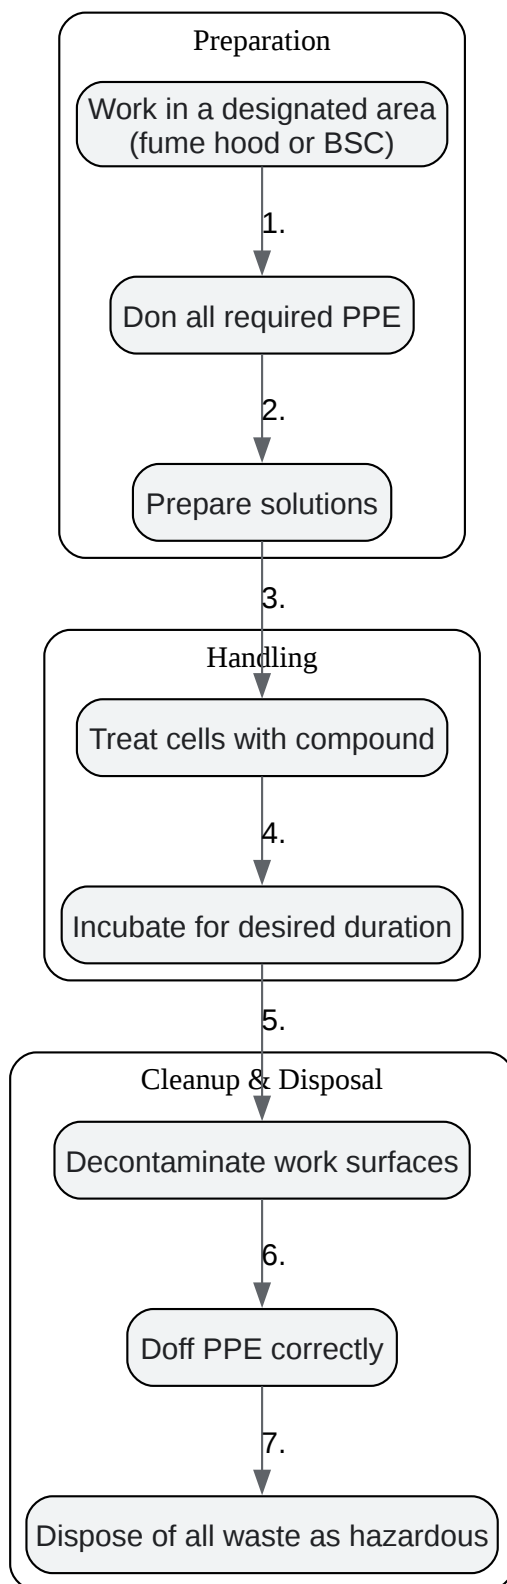 Preparation
Work in a designated area
(fume hood or BSC)
1.
Don all required PPE
2.
Prepare solutions
3.
Handling
Treat cells with compound
4.
Incubate for desired duration
5.
Cleanup & Disposal
Decontaminate work surfaces
6.
Doff PPE correctly
7.
Dispose of all waste as hazardous